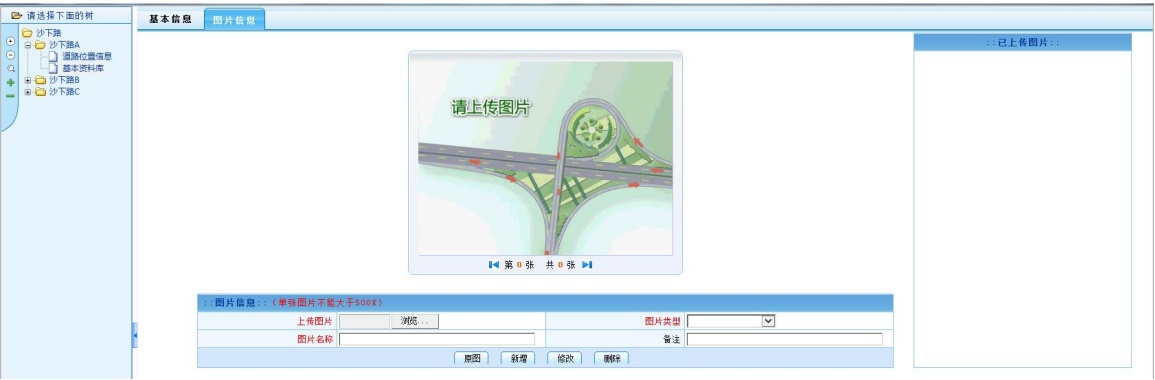 请选择下面的树
沙下路
沙下路A
道路位置信息
基本资料库
沙下路B
沙下路C
基本信息 图片信息
请上传图片
第 0 张 共 0 张
::已上传图片::
::图片信息::（单张图片不能大于500K）
上传图片 浏览... 图片类型
图片名称 备注
原图 新增 修改 删除